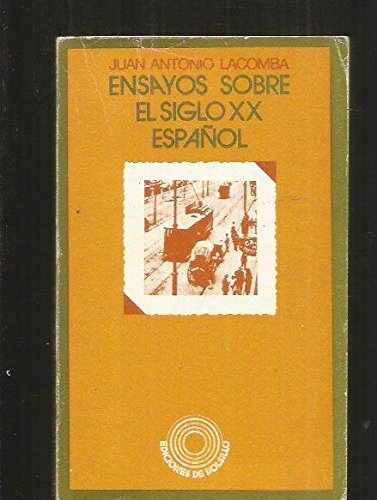 JUAN ANTONIO LACOMBA
ENSAYOS SOBRE
EL SIGLO XX
ESPAÑOL
EDICIONES DE BOLSILLO